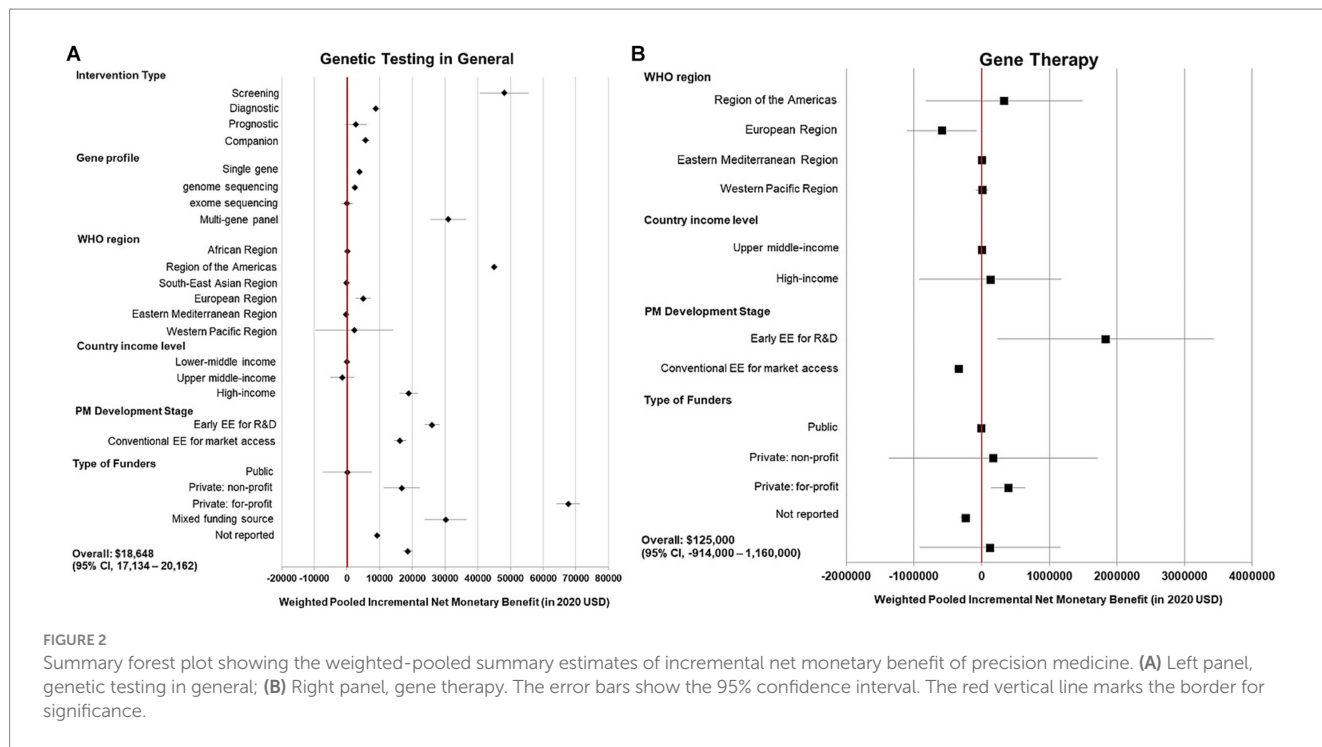 A
Genetic Testing in General
Intervention Type
Screening
Diagnostic
Prognostic
Companion
Gene profile
Single gene
genome sequencing
exome sequencing
Multi-gene panel
WHO region
African Region
Region of the Americas
South-East Asian Region
European Region
Eastern Mediterranean Region
Western Pacific Region
Country income level
Lower-middle income
Upper middle-income
High-income
PM Development Stage
Early EE for R&D
Conventional EE for market access
Type of Funders
Public
Private: non-profit
Private: for-profit
Mixed funding source
Not reported
Overall: $18,648
(95% CI, 17,134 – 20,162)
-20000 -10000 0 10000 20000 30000 40000 50000 60000 70000 80000
Weighted Pooled Incremental Net Monetary Benefit (in 2020 USD)
B
Gene Therapy
WHO region
Region of the Americas
European Region
Eastern Mediterranean Region
Western Pacific Region
Country income level
Upper middle-income
High-income
PM Development Stage
Early EE for R&D
Conventional EE for market access
Type of Funders
Public
Private: non-profit
Private: for-profit
Not reported
Overall: $125,000
(95% CI, -914,000 – 1,160,000)
-2000000 -1000000 0 1000000 2000000 3000000 4000000
Weighted Pooled Incremental Net Monetary Benefit (in 2020 USD)
FIGURE 2
Summary forest plot showing the weighted-pooled summary estimates of incremental net monetary benefit of precision medicine. (A) Left panel,
genetic testing in general; (B) Right panel, gene therapy. The error bars show the 95% confidence interval. The red vertical line marks the border for
significance.